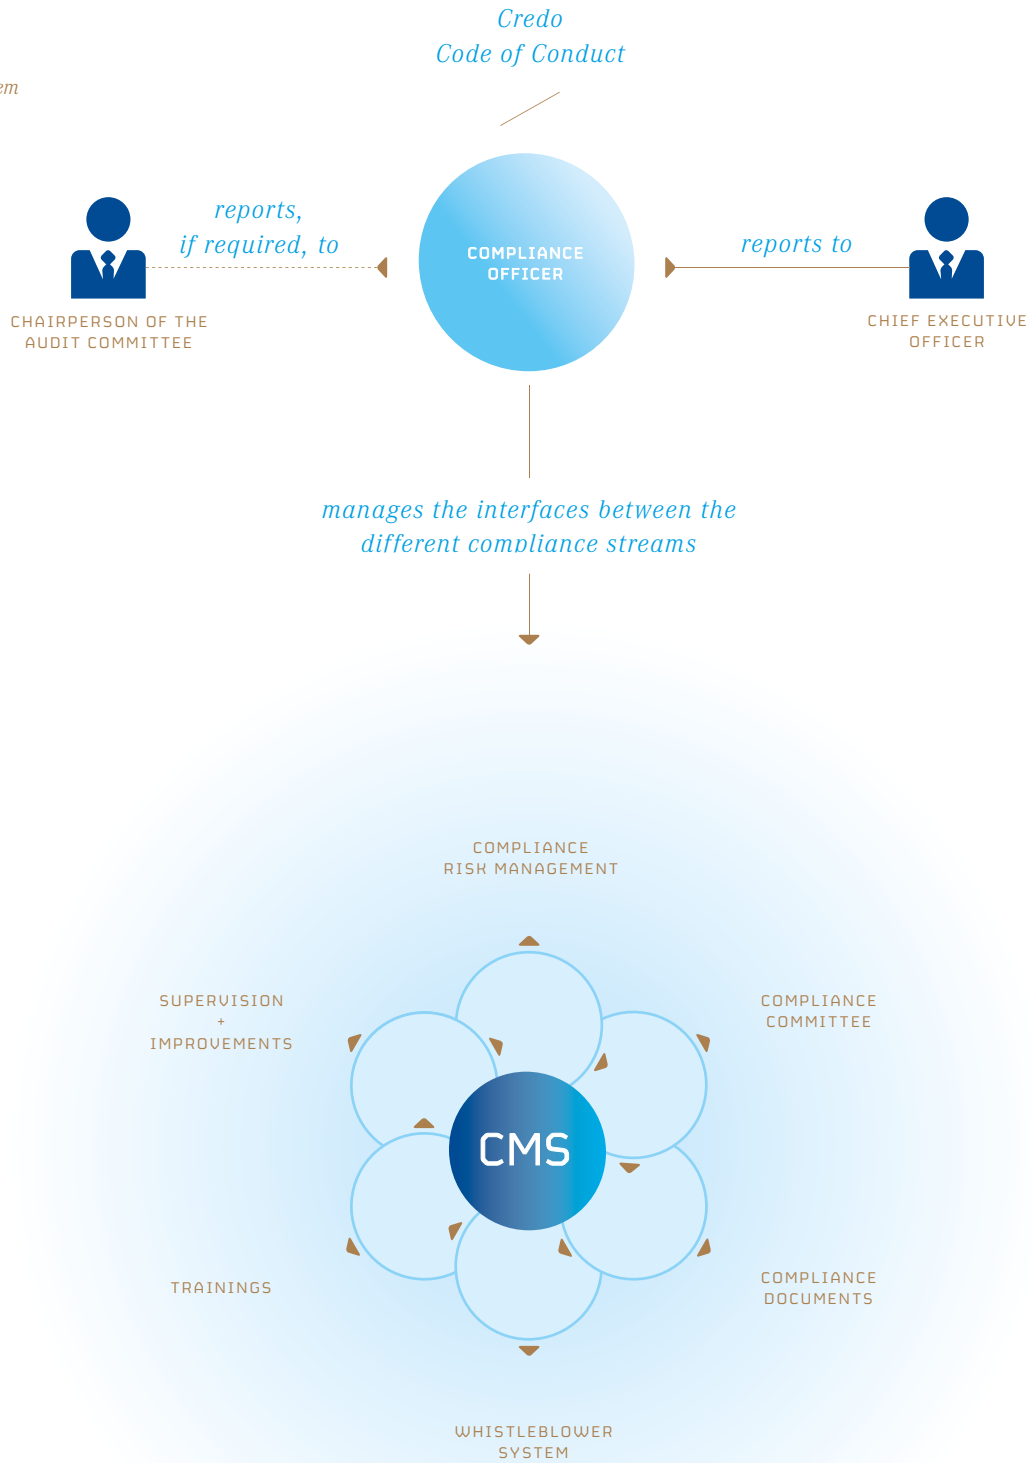 Credo
Code of Conduct
em
reports,
if required, to
COMPLIANCE
OFFICER
reports to
CHAIRPERSON OF THE
AUDIT COMMITTEE
CHIEF EXECUTIVE
OFFICER
manages the interfaces between the
different compliance streams
COMPLIANCE
RISK MANAGEMENT
SUPERVISION
+
IMPROVEMENTS
COMPLIANCE
COMMITTEE
CMS
TRAININGS
COMPLIANCE
DOCUMENTS
WHISTLEBLOWER
SYSTEM